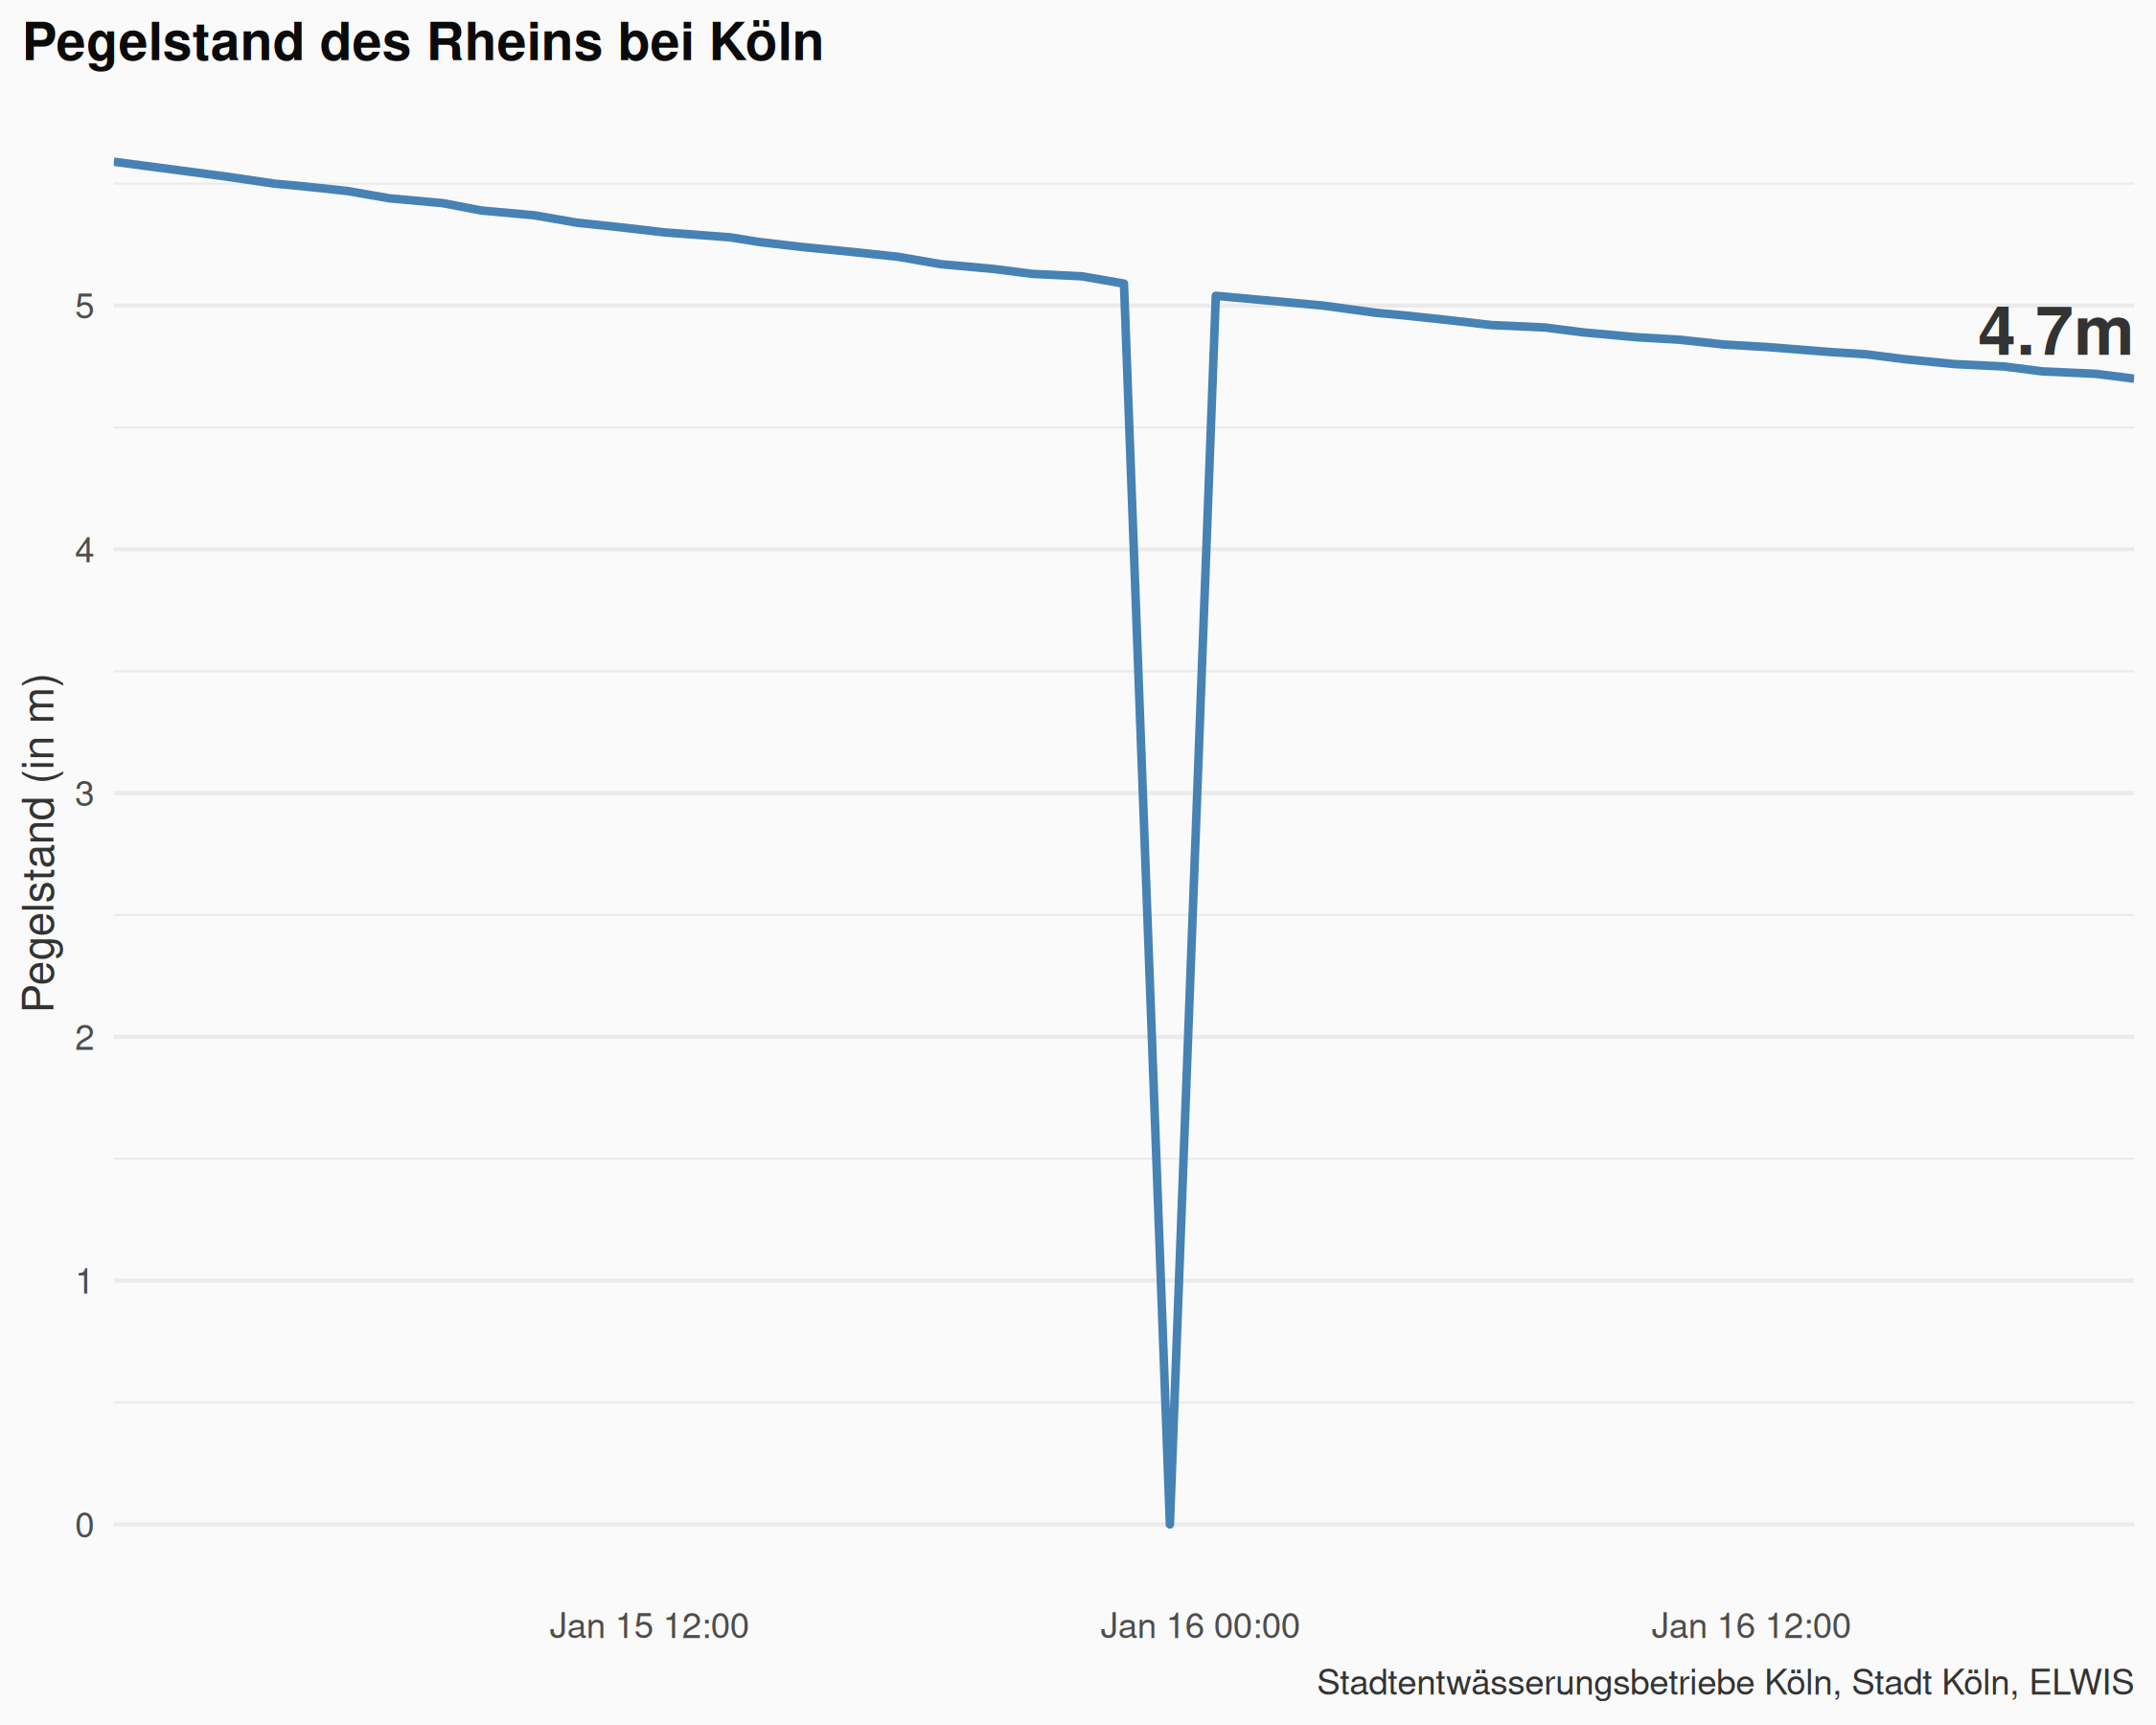 Pegelstand des Rheins bei Köln
Pegelstand (in m)
5
4
3
2
1
0
4.7m
Jan 15 12:00
Jan 16 00:00
Jan 16 12:00
Stadtentwässerungsbetriebe Köln, Stadt Köln, ELWIS